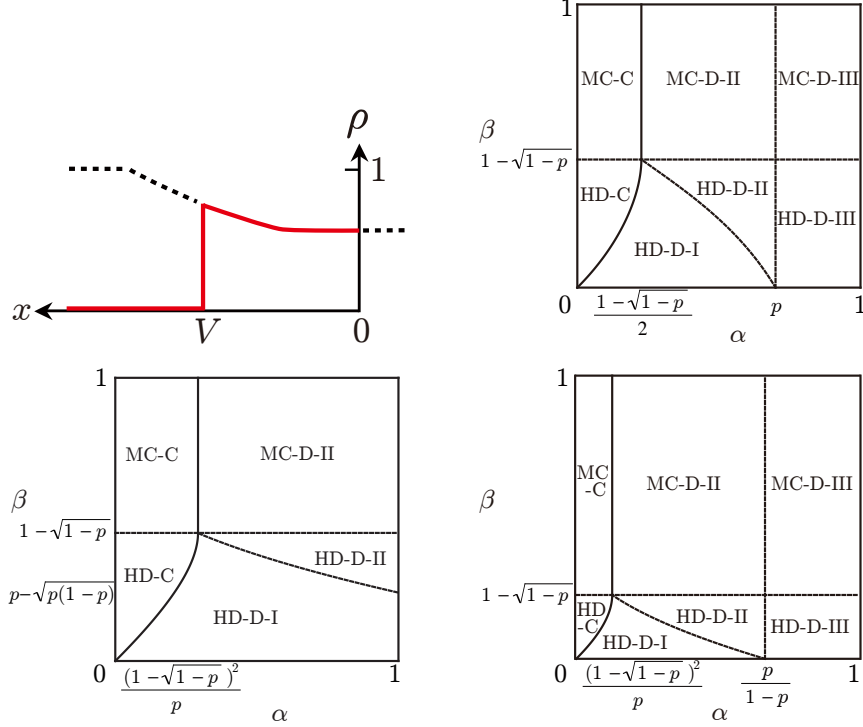 ρ
1
x
V
0
1
MC-C
MC-D-II
MC-D-III
β
1−√1−p
HD-C
HD-D-II
HD-D-I
HD-D-III
0
1−√1−p
2
p
1
α
1
MC-C
MC-D-II
β
1−√1−p
HD-C
HD-D-II
p−√p(1−p)
HD-D-I
0
(1−√1−p)²
p
1
α
1
MC
-C
MC-D-II
MC-D-III
β
1−√1−p
HD
-C
HD-D-II
HD-D-I
HD-D-III
0
(1−√1−p)²
p
p
1−p
1
α